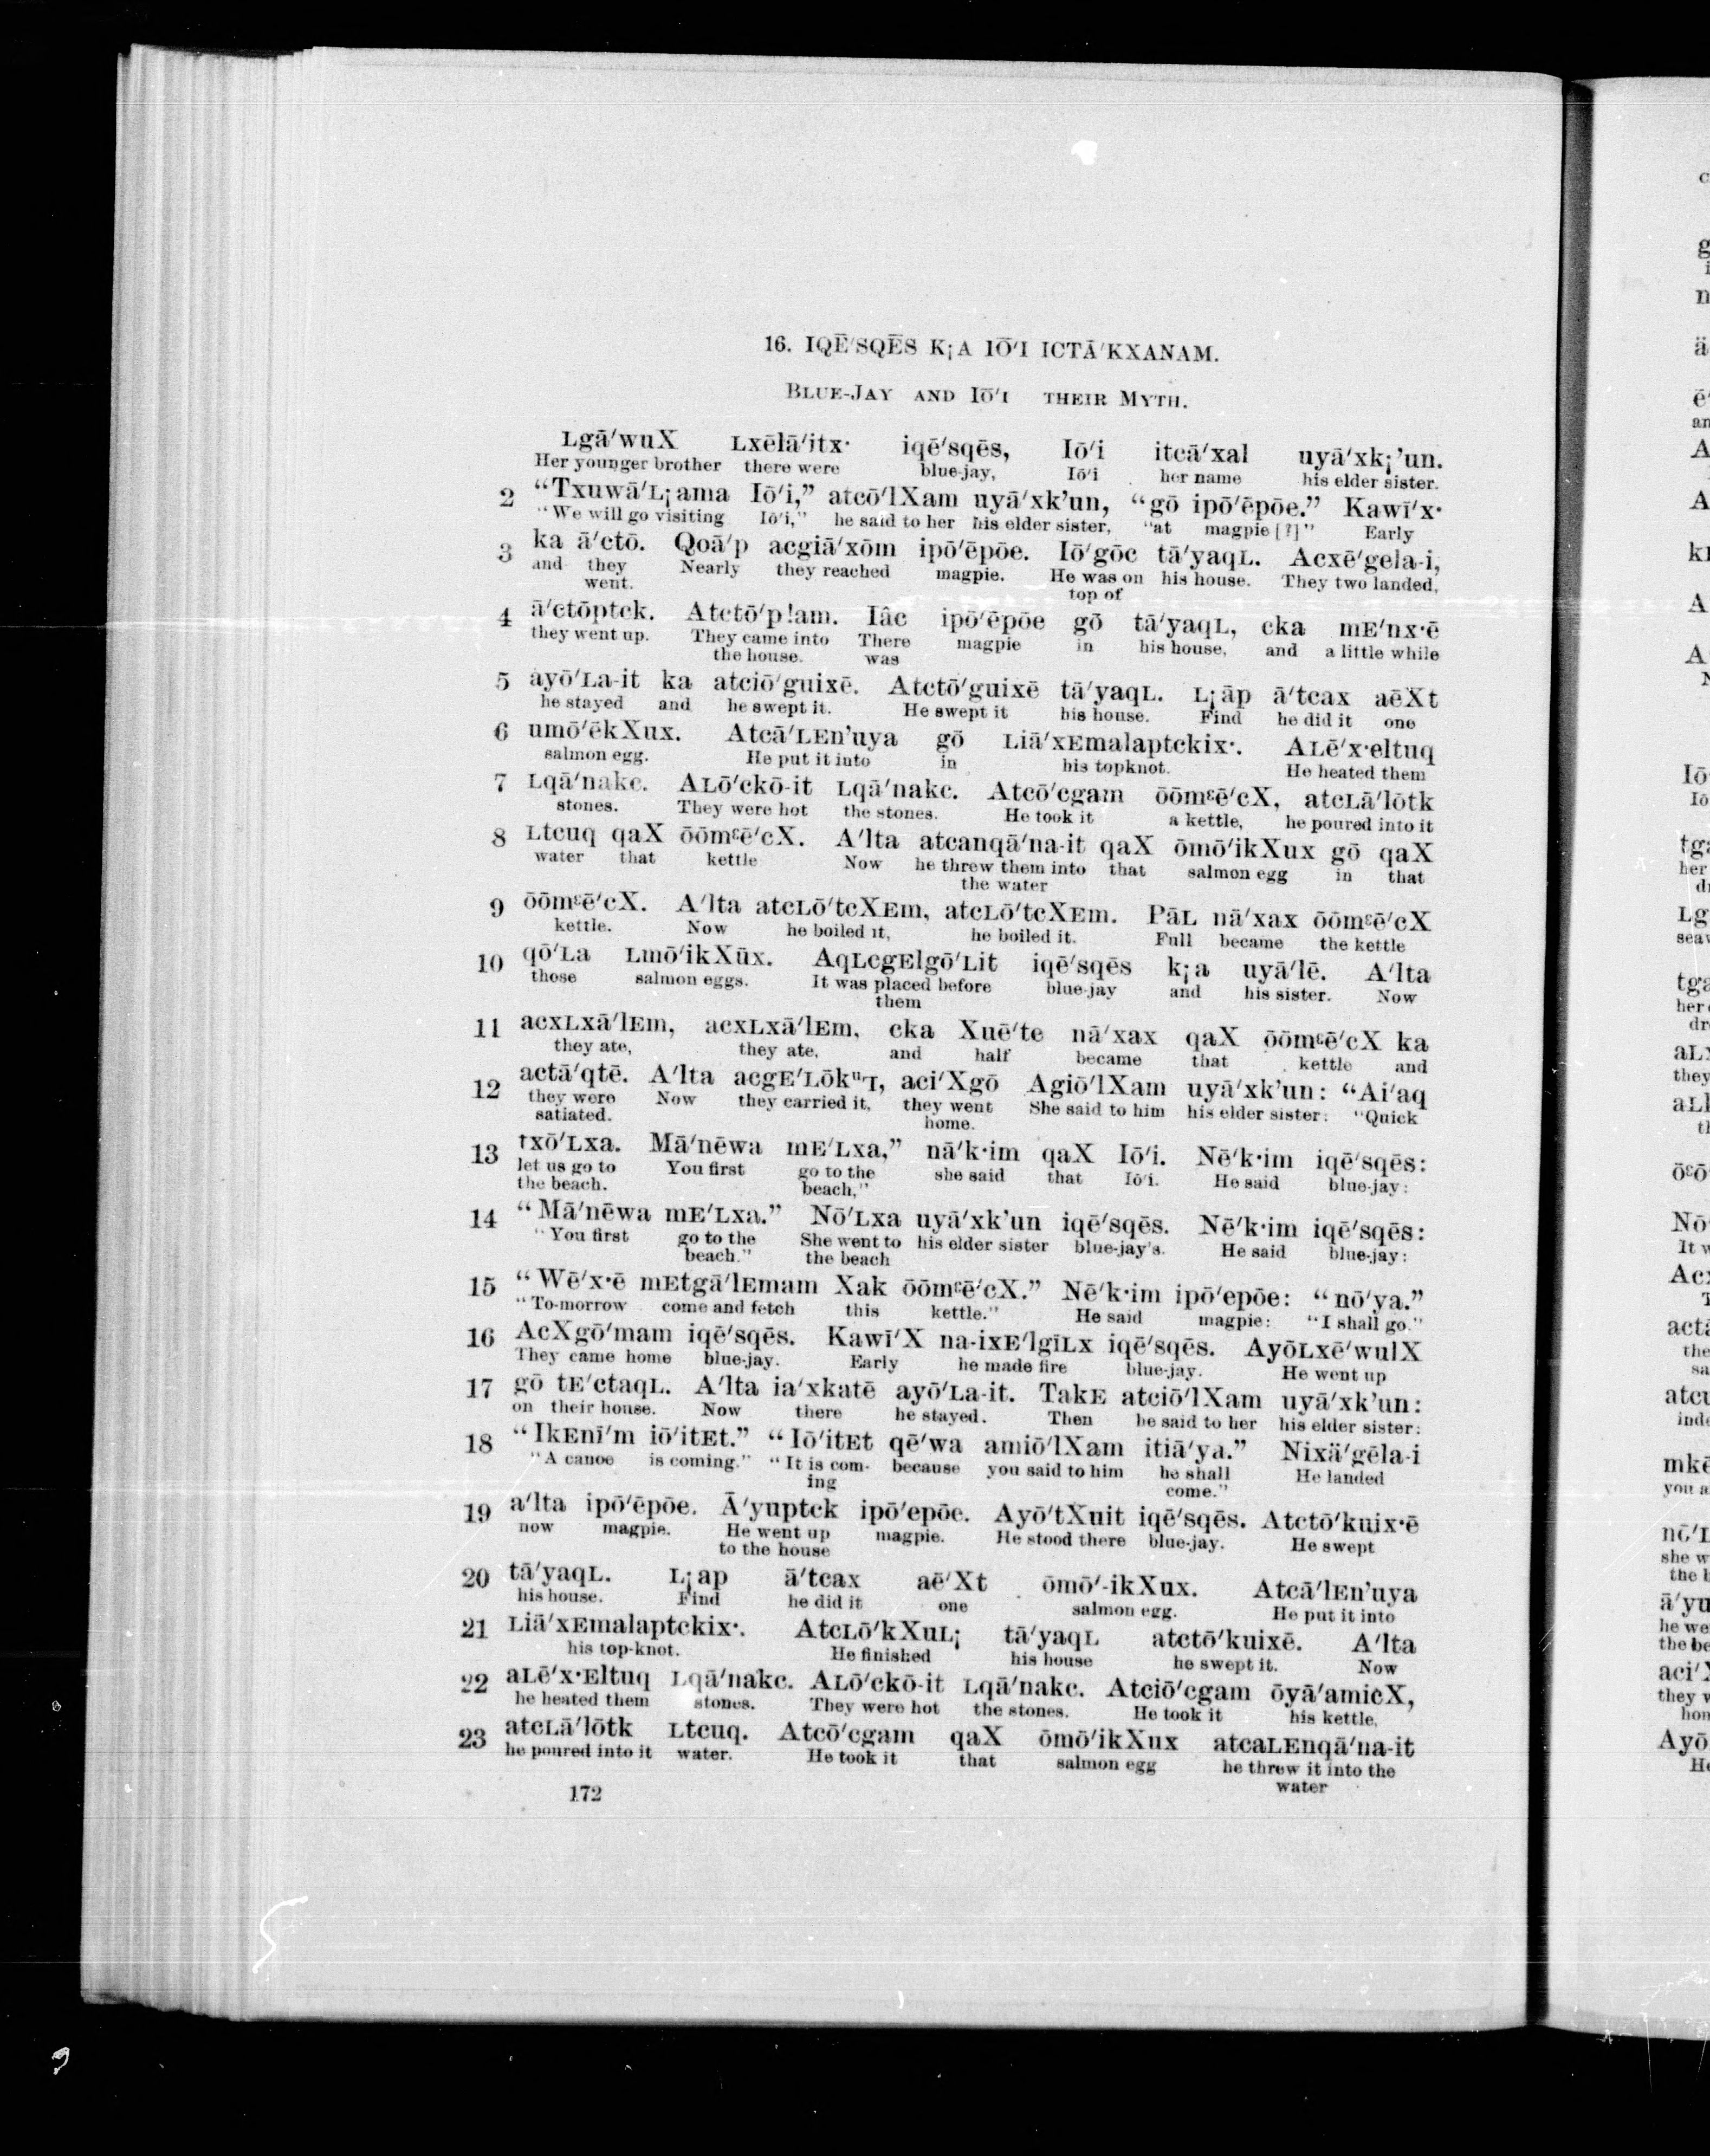 16. IQĒ′SQĒS K¡A IŌ′I ICTĀ′KXANAM.
BLUE-JAY AND IŌ′I THEIR MYTH.
Lgā′wuX Lxēlā′itx· iqē′sqēs, Iō′i itcā′xal uyā′xk¡'un.
Her younger brother there were blue-jay, Iō′i her name his elder sister.
2 “Txuwā′L¡ama Iō′i,” atcō′lXam uyā′xk'un, “gō ipō′ēpōe.” Kawī′x·
“We will go visiting Iō′i,” he said to her his elder sister, “at magpie [?]” Early
3 ka ā′ctō. Qoā′p acgiā′xōm ipō′ēpōe. Iō′gōc tā′yaqL. Acxē′gela-i,
and they Nearly they reached magpie. He was on his house. They two landed,
went. top of
4 ā′ctōptck. Atctō′p!am. Iâc ipō′ēpōe gō tā′yaqL, cka mE′nx·ē
they went up. They came into There magpie in his house, and a little while
the house. was
5 ayō′La-it ka atciō′guixē. Atctō′guixē tā′yaqL. L¡āp ā′tcax aēXt
he stayed and he swept it. He swept it his house. Find he did it one
6 umō′ēkXux. Atcā′LEn'uya gō Liā′xEmalaptckix·. ALē′x·eltuq
salmon egg. He put it into in his topknot. He heated them
7 Lqā′nakc. ALō′ckō-it Lqā′nakc. Atcō′cgam ōōmᵋē′cX, atcLā′lōtk
stones. They were hot the stones. He took it a kettle, he poured into it
8 Ltcuq qaX ōōmᵋē′cX. A′lta atcanqā′na-it qaX ōmō′ikXux gō qaX
water that kettle Now he threw them into that salmon egg in that
the water
9 ōōmᵋē′cX. A′lta atcLō′tcXEm, atcLō′tcXEm. PāL nā′xax ōōmᵋē′cX
kettle. Now he boiled it, he boiled it. Full became the kettle
10 qō′La Lmō′ikXūx. AqLcgElgō′Lit iqē′sqēs k¡a uyā′lē. A′lta
those salmon eggs. It was placed before blue-jay and his sister. Now
them
11 acxLxā′lEm, acxLxā′lEm, cka Xuē′te nā′xax qaX ōōmᵋē′cX ka
they ate, they ate, and half became that kettle and
12 actā′qtē. A′lta acgE′Lōkᵘɪ, aci′Xgō Agiō′lXam uyā′xk'un: “Ai′aq
they were Now they carried it, they went She said to him his elder sister: “Quick
satiated. home.
13 txō′Lxa. Mā′nēwa mE′Lxa,” nā′k·im qaX Iō′i. Nē′k·im iqē′sqēs:
let us go to You first go to the she said that Iō′i. He said blue-jay:
the beach. beach,”
14 “Mā′nēwa mE′Lxa.” Nō′Lxa uyā′xk'un iqē′sqēs. Nē′k·im iqē′sqēs:
“You first go to the She went to his elder sister blue-jay's. He said blue-jay:
beach.” the beach
15 “Wē′x·ē mEtgā′lEmam Xak ōōmᵋē′cX.” Nē′k·im ipō′epōe: “nō′ya.”
“To-morrow come and fetch this kettle.” He said magpie: “I shall go.”
16 AcXgō′mam iqē′sqēs. Kawī′X na-ixE′lgīLx iqē′sqēs. AyōLxē′wulX
They came home blue-jay. Early he made fire blue-jay. He went up
17 gō tE′ctaqL. A′lta ia′xkatē ayō′La-it. TakE atciō′lXam uyā′xk'un:
on their house. Now there he stayed. Then he said to her his elder sister:
18 “IkEnī′m iō′itEt.” “Iō′itEt qē′wa amiō′lXam itiā′ya.” Nixä′gēla-i
“A canoe is coming.” “It is com- because you said to him he shall He landed
ing come.”
19 a′lta ipō′ēpōe. Ā′yuptck ipō′epōe. Ayō′tXuit iqē′sqēs. Atctō′kuix·ē
now magpie. He went up magpie. He stood there blue-jay. He swept
to the house
20 tā′yaqL. L¡ap ā′tcax aē′Xt ōmō′-ikXux. Atcā′lEn'uya
his house. Find he did it one salmon egg. He put it into
21 Liā′xEmalaptckix·. AtcLō′kXuL¡ tā′yaqL atctō′kuixē. A′lta
his top-knot. He finished his house he swept it. Now
22 aLē′x·Eltuq Lqā′nakc. ALō′ckō-it Lqā′nakc. Atciō′cgam ōyā′amicX,
he heated them stones. They were hot the stones. He took it his kettle,
23 atcLā′lōtk Ltcuq. Atcō′cgam qaX ōmō′ikXux atcaLEnqā′na-it
he poured into it water. He took it that salmon egg he threw it into the
water
172